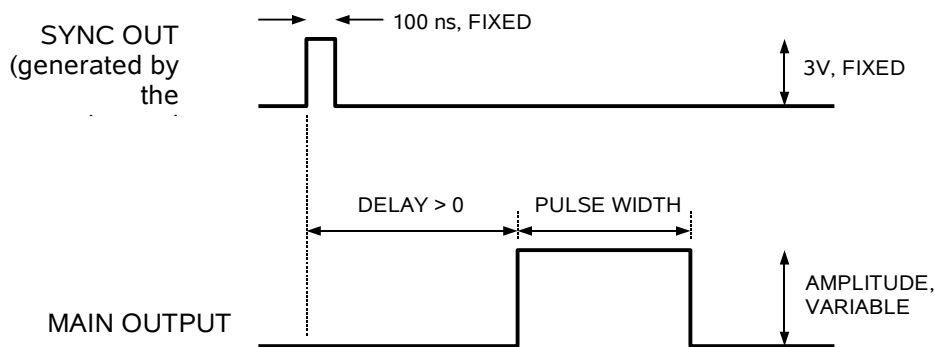 100 ns, FIXED
SYNC OUT
(generated by
the
3V, FIXED
DELAY > 0
PULSE WIDTH
AMPLITUDE,
VARIABLE
MAIN OUTPUT